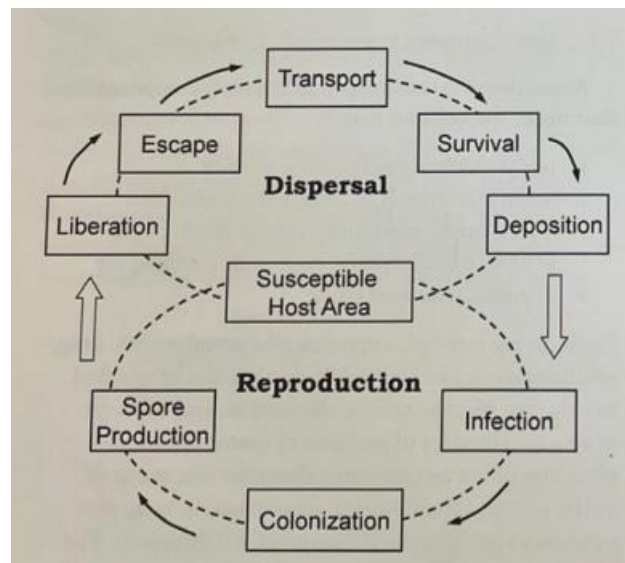 Transport
Escape
Survival
Dispersal
Liberation
Deposition
Susceptible
Host Area
Reproduction
Spore
Production
Infection
Colonization